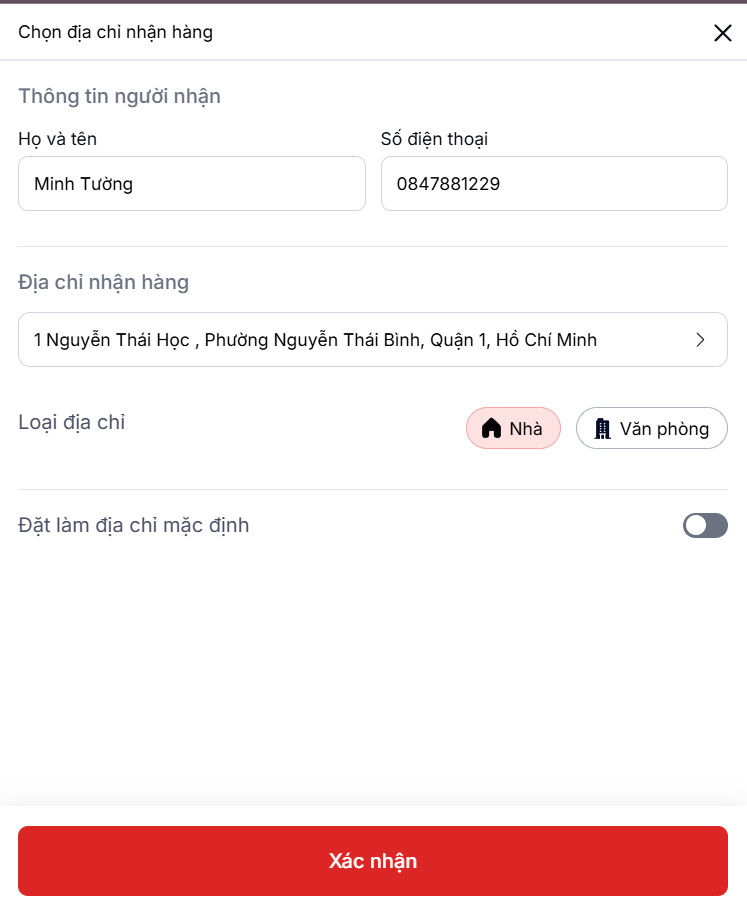 Chọn địa chỉ nhận hàng
Thông tin người nhận
Họ và tên
Số điện thoại
Minh Tường
0847881229
Địa chỉ nhận hàng
1 Nguyễn Thái Học , Phường Nguyễn Thái Bình, Quận 1, Hồ Chí Minh
Loại địa chỉ
Nhà
Văn phòng
Đặt làm địa chỉ mặc định
Xác nhận